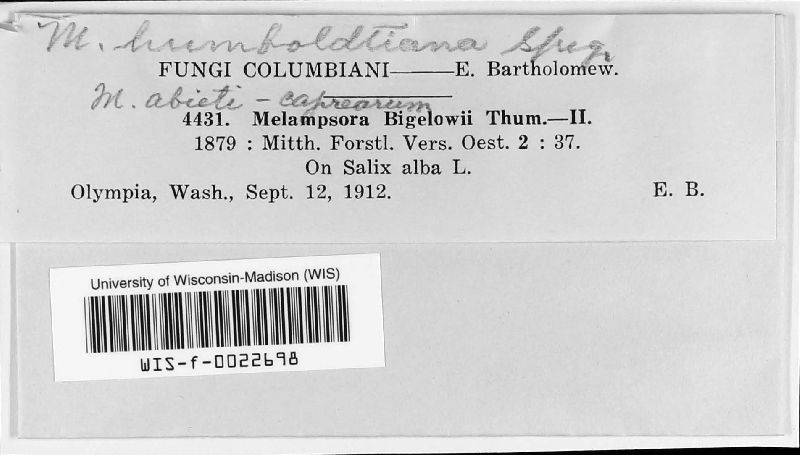 M. humboldtiana Speg.
FUNGI COLUMBIANI——E. Bartholomew.
M. abieti - caprearum
4431. Melampsora Bigelowii Thum.—II.
1879 : Mitth. Forstl. Vers. Oest. 2 : 37.
On Salix alba L.
Olympia, Wash., Sept. 12, 1912. E. B.
University of Wisconsin-Madison (WIS)
WIS-f-0022698